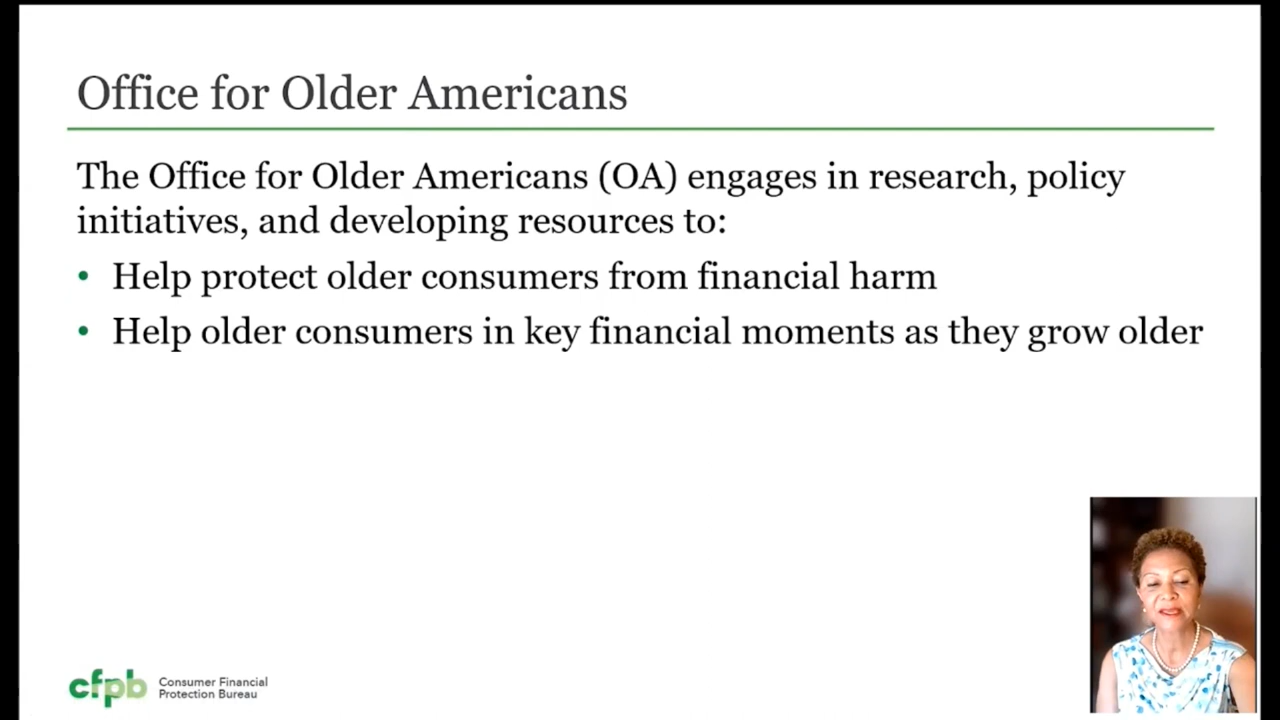 Office for Older Americans
The Office for Older Americans (OA) engages in research, policy
initiatives, and developing resources to:
• Help protect older consumers from financial harm
• Help older consumers in key financial moments as they grow older
cfpb Consumer Financial
Protection Bureau